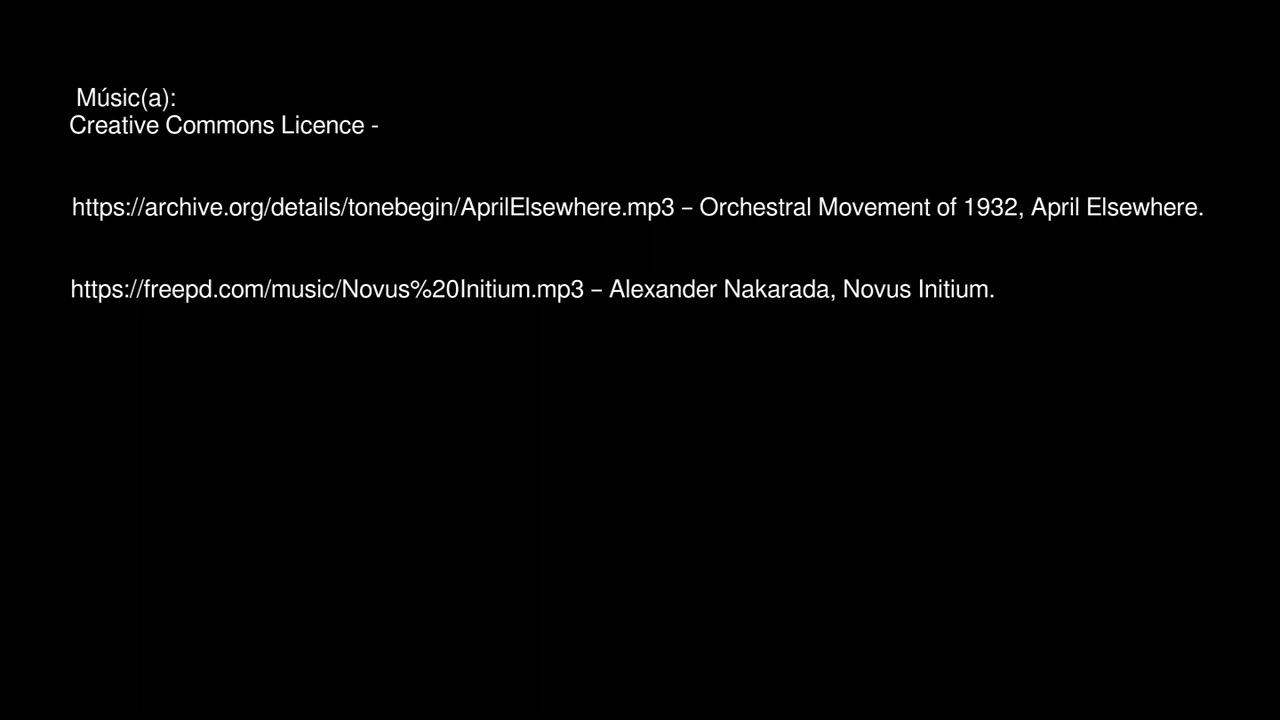 Músic(a):
Creative Commons Licence -
https://archive.org/details/tonebegin/AprilElsewhere.mp3 – Orchestral Movement of 1932, April Elsewhere.
https://freepd.com/music/Novus%20Initium.mp3 – Alexander Nakarada, Novus Initium.